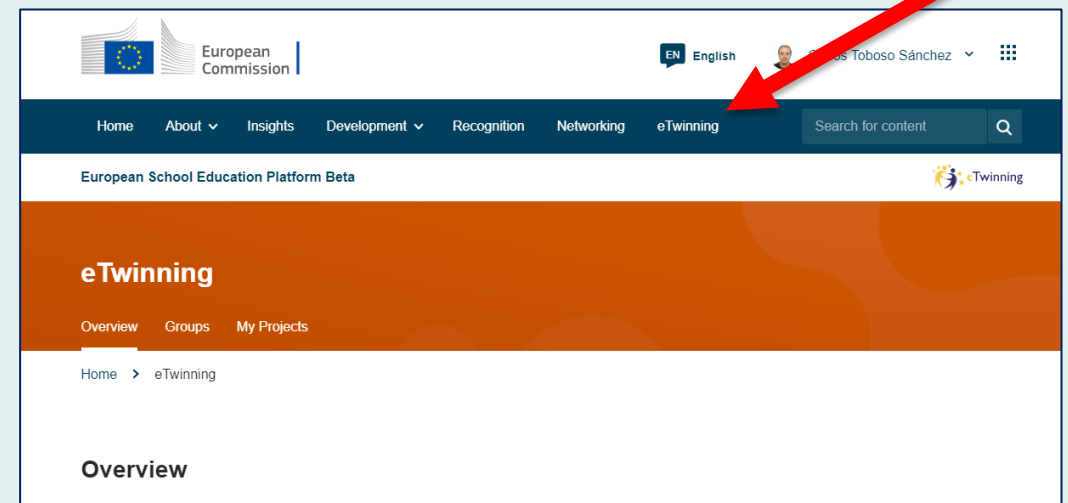 European
Commission
EN English
Toboso Sánchez
Home About Insights Development Recognition Networking eTwinning Search for content
European School Education Platform Beta
eTwinning
eTwinning
Overview Groups My Projects
Home > eTwinning
Overview